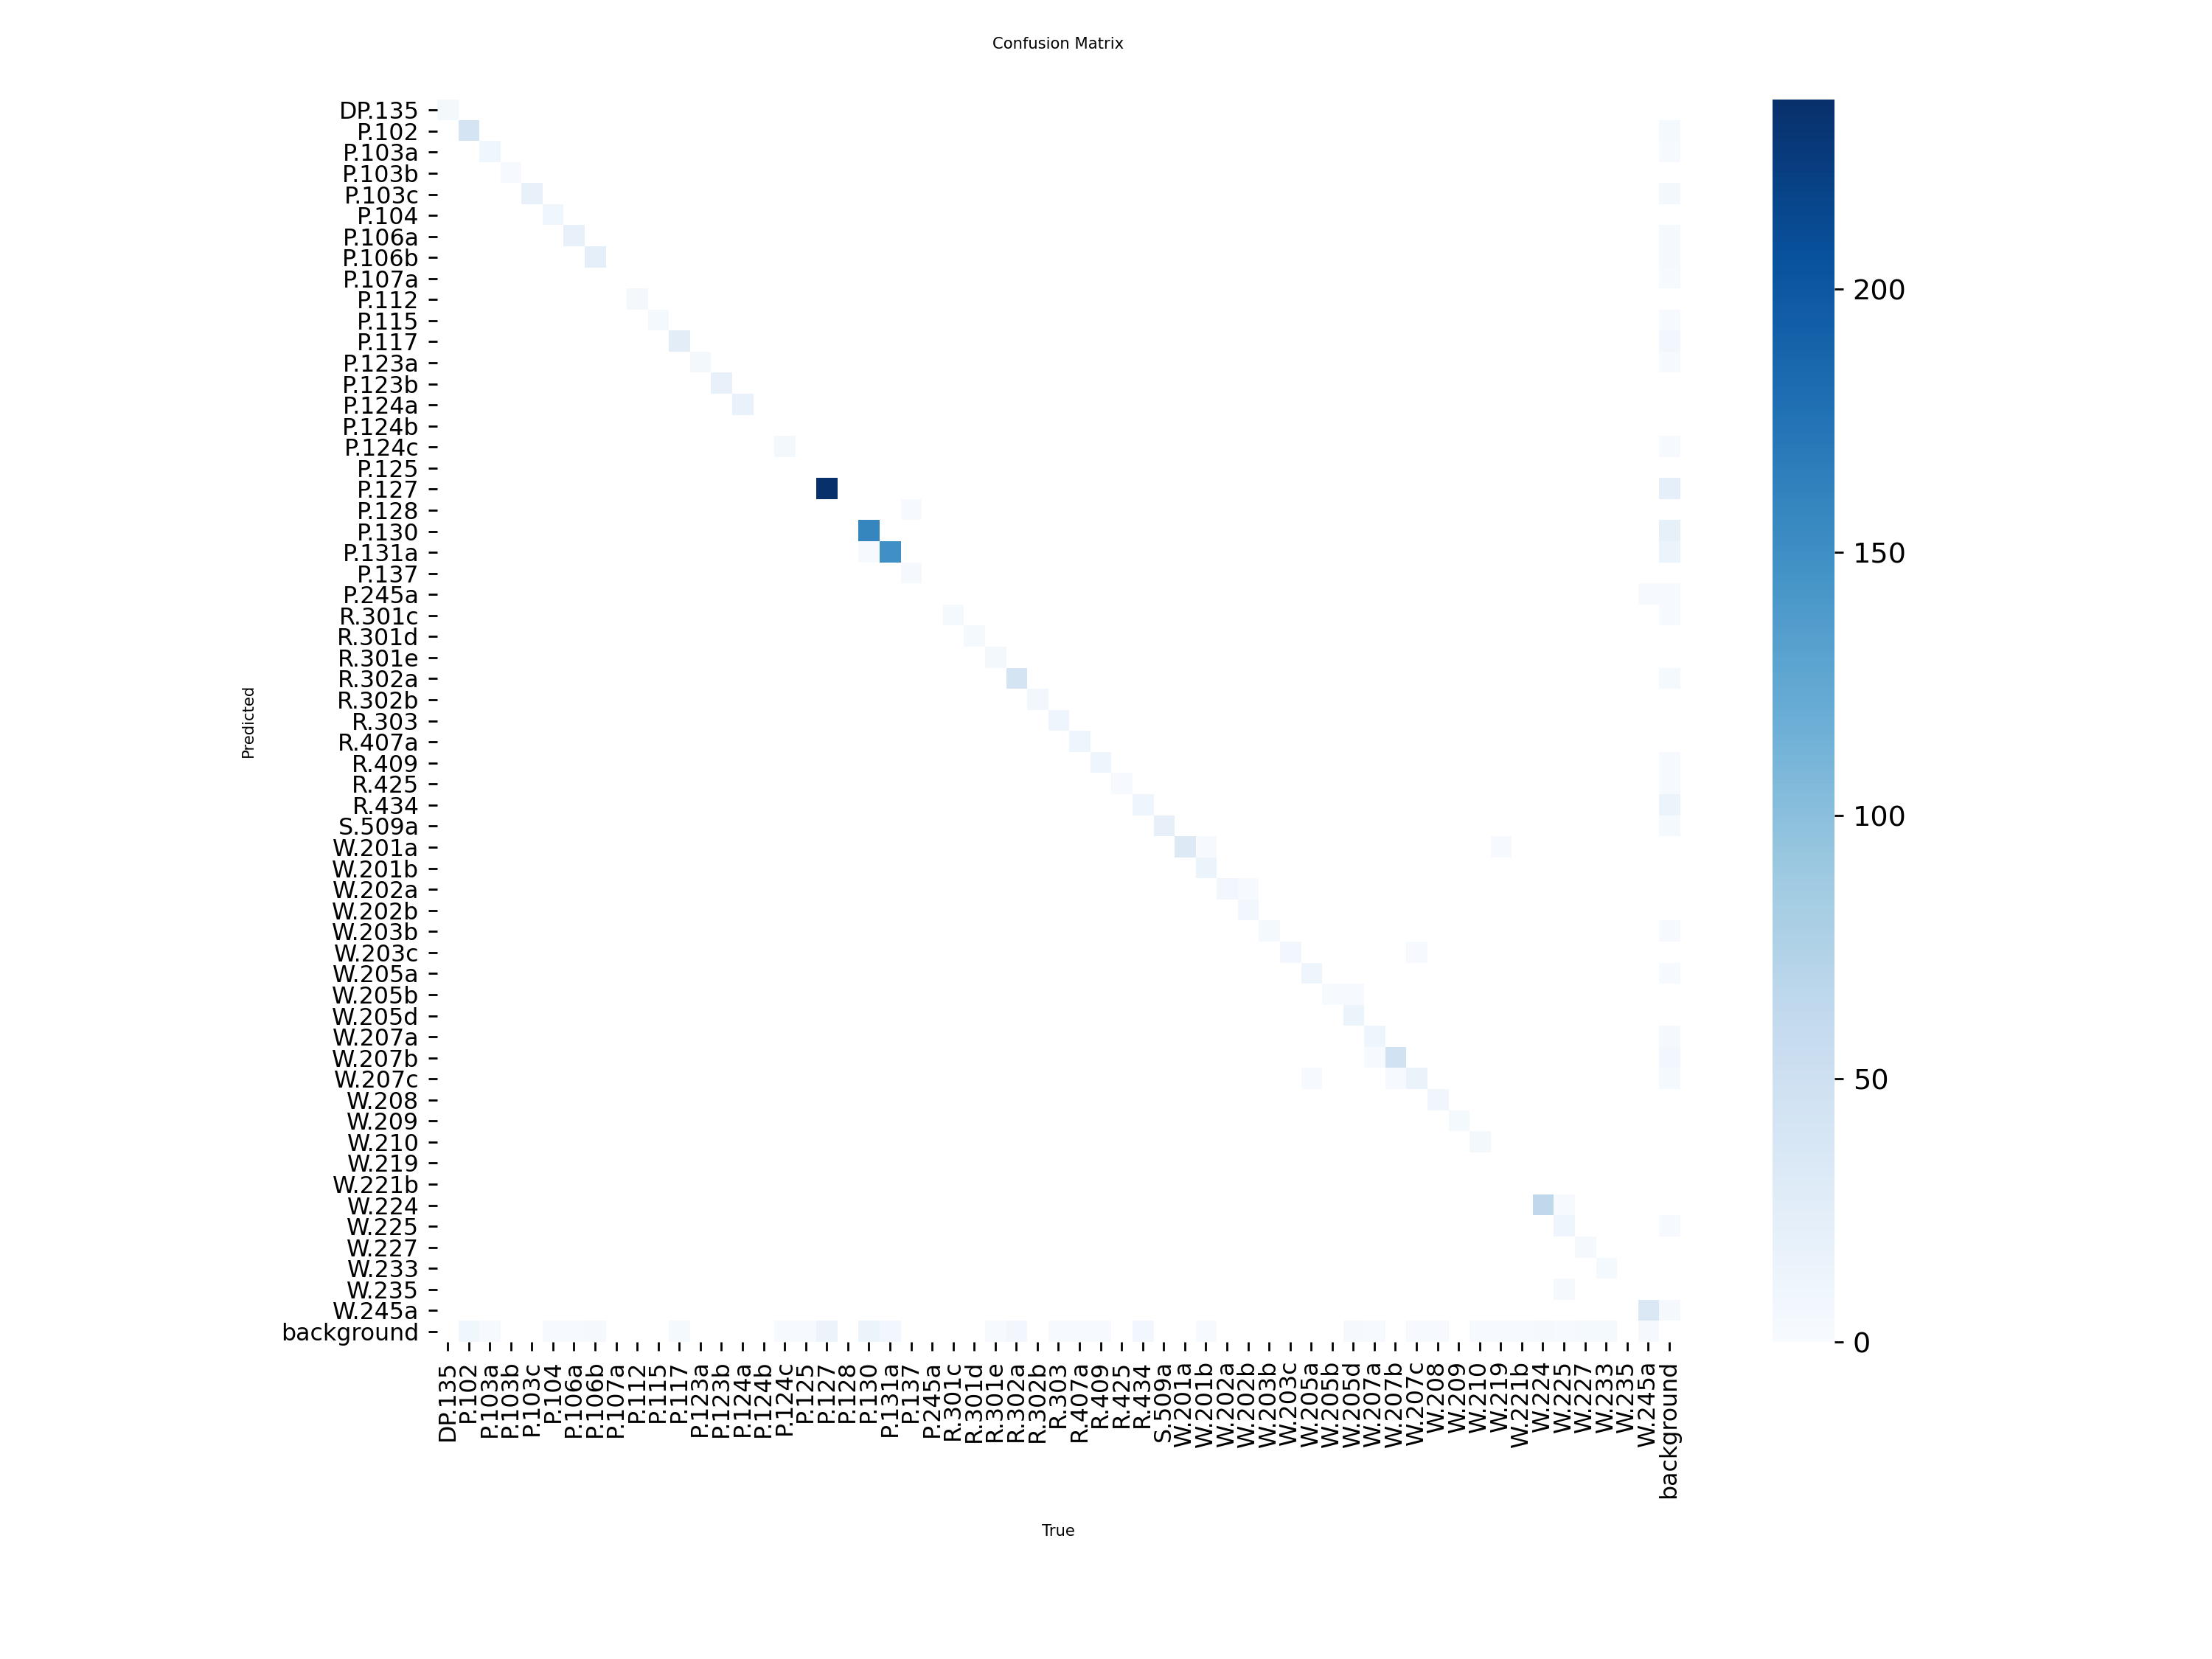 Confusion Matrix
DP.135
P.102
P.103a
P.103b
P.103c
P.104
P.106a
P.106b
P.107a
P.112
P.115
P.117
P.123a
P.123b
P.124a
P.124b
P.124c
P.125
P.127
P.128
P.130
P.131a
P.137
P.245a
R.301c
R.301d
R.301e
R.302a
R.302b
R.303
R.407a
R.409
R.425
R.434
S.509a
W.201a
W.201b
W.202a
W.202b
W.203b
W.203c
W.205a
W.205b
W.205d
W.207a
W.207b
W.207c
W.208
W.209
W.210
W.219
W.221b
W.224
W.225
W.227
W.233
W.235
W.245a
background
Predicted
DP.135
P.102
P.103a
P.103b
P.103c
P.104
P.106a
P.106b
P.107a
P.112
P.115
P.117
P.123a
P.123b
P.124a
P.124b
P.124c
P.125
P.127
P.128
P.130
P.131a
P.137
P.245a
R.301c
R.301d
R.301e
R.302a
R.302b
R.303
R.407a
R.409
R.425
R.434
S.509a
W.201a
W.201b
W.202a
W.202b
W.203b
W.203c
W.205a
W.205b
W.205d
W.207a
W.207b
W.207c
W.208
W.209
W.210
W.219
W.221b
W.224
W.225
W.227
W.233
W.235
W.245a
background
True
200
150
100
50
0